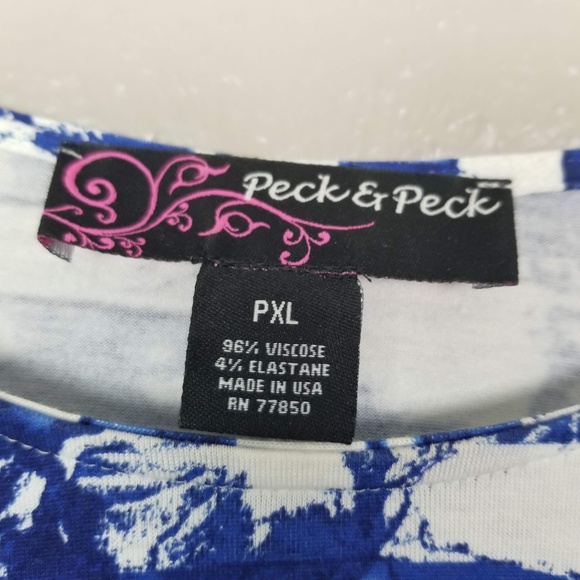 Peck & Peck
PXL
96% VISCOSE
4% ELASTANE
MADE IN USA
RN 77850